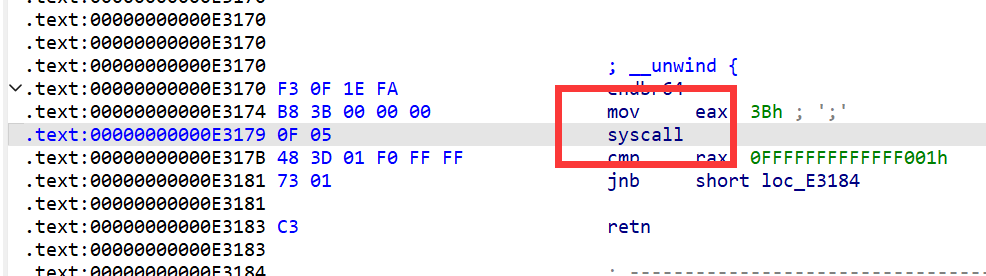 .text:00000000000E3170
.text:00000000000E3170
.text:00000000000E3170
.text:00000000000E3170 ; __unwind {
.text:00000000000E3170 F3 0F 1E FA endbr64
.text:00000000000E3174 B8 3B 00 00 00 mov eax 3Bh ; ';'
.text:00000000000E3179 0F 05 syscall
.text:00000000000E317B 48 3D 01 F0 FF FF cmp rax 0FFFFFFFFFFFFF001h
.text:00000000000E3181 73 01 jnb short loc_E3184
.text:00000000000E3181
.text:00000000000E3183 C3 retn
.text:00000000000E3183
.text:00000000000E3184 ; ---------------------------------